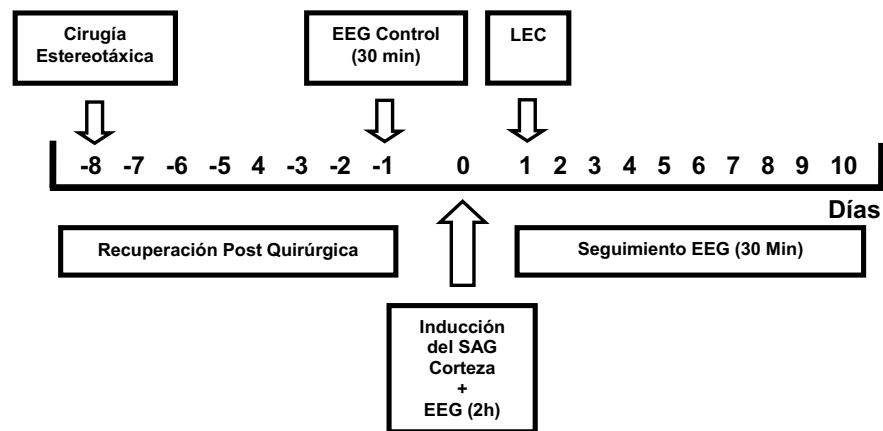 Cirugía
Estereotáxica
EEG Control
(30 min)
LEC
-8 -7 -6 -5 4 -3 -2 -1 0 1 2 3 4 5 6 7 8 9 10
Días
Recuperación Post Quirúrgica
Seguimiento EEG (30 Min)
Inducción
del SAG
Corteza
+
EEG (2h)